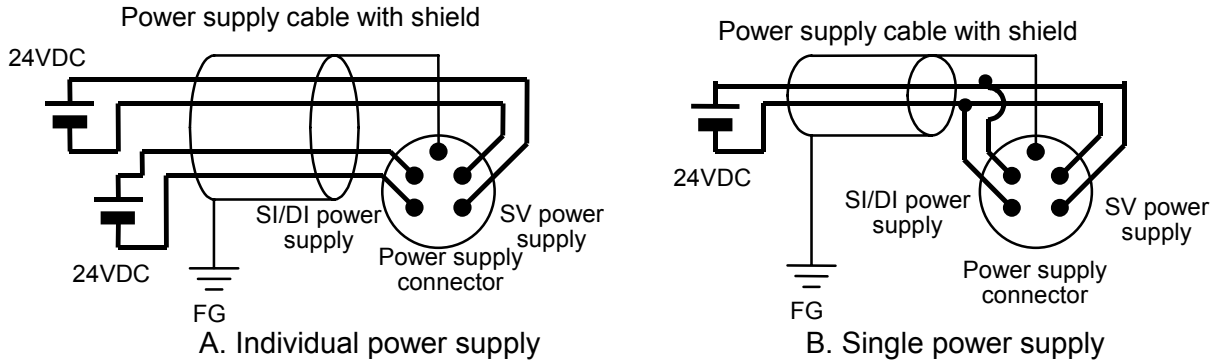 Power supply cable with shield
24VDC
24VDC
SI/DI power
supply
SV power
supply
Power supply
connector
FG
A. Individual power supply
Power supply cable with shield
24VDC
SI/DI power
supply
SV power
supply
Power supply
connector
FG
B. Single power supply